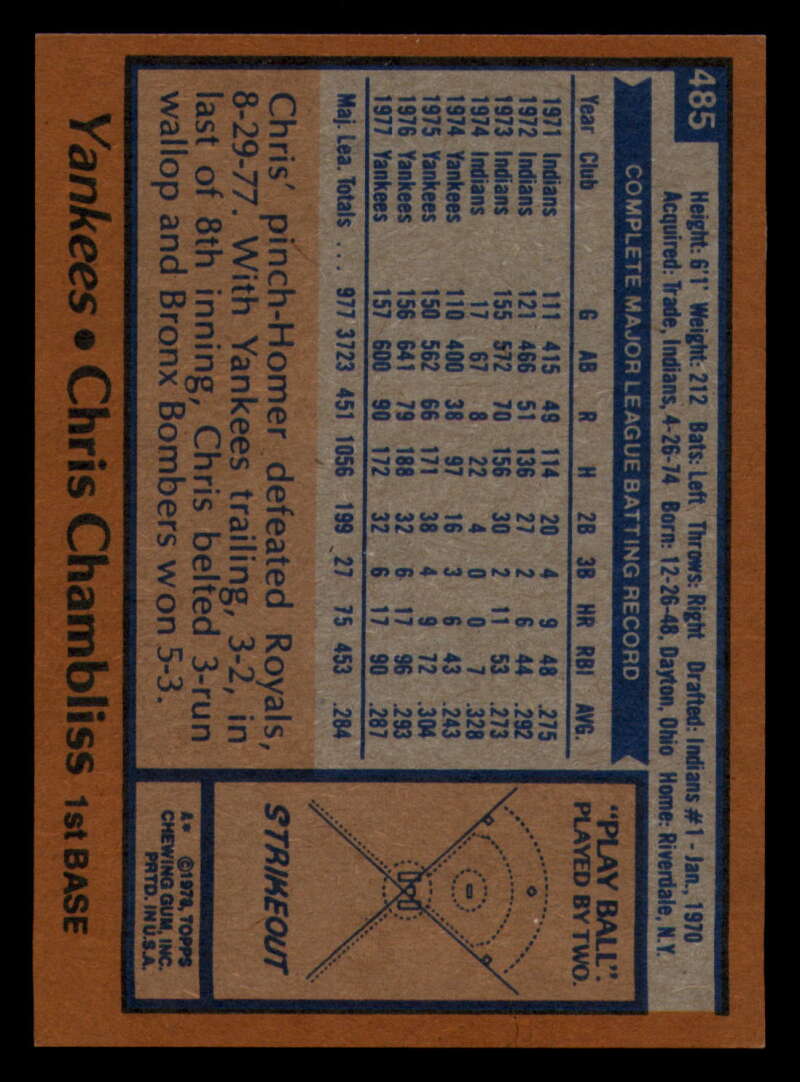 485
Height: 6'1' Weight: 212 Bats: Left Throws: Right Drafted: Indians #1 - Jan., 1970
Acquired: Trade, Indians, 4-26-74 Born: 12-26-48, Dayton, Ohio Home: Riverdale, N.Y.
COMPLETE MAJOR LEAGUE BATTING RECORD
Year Club G AB R H 2B 3B HR RBI AVG.
1971 Indians 111 415 49 114 20 4 9 48 .275
1972 Indians 121 466 51 136 27 2 6 44 .292
1973 Indians 155 572 70 156 30 2 11 53 .273
1974 Indians 17 67 8 22 4 0 0 7 .328
1974 Yankees 110 400 38 97 16 3 6 43 .243
1975 Yankees 150 562 66 171 38 4 9 72 .304
1976 Yankees 156 641 79 188 32 6 17 96 .293
1977 Yankees 157 600 90 172 32 6 17 90 .287
Maj. Lea. Totals ... 977 3723 451 1056 199 27 75 453 .284
Chris' pinch-Homer defeated Royals,
8-29-77. With Yankees trailing, 3-2, in
last of 8th inning, Chris belted 3-run
wallop and Bronx Bombers won 5-3.
"PLAY BALL":
PLAYED BY TWO.
STRIKEOUT
A* ©1978, TOPPS
CHEWING GUM, INC.
PRTD. IN U.S.A.
Yankees • Chris Chambliss 1st BASE